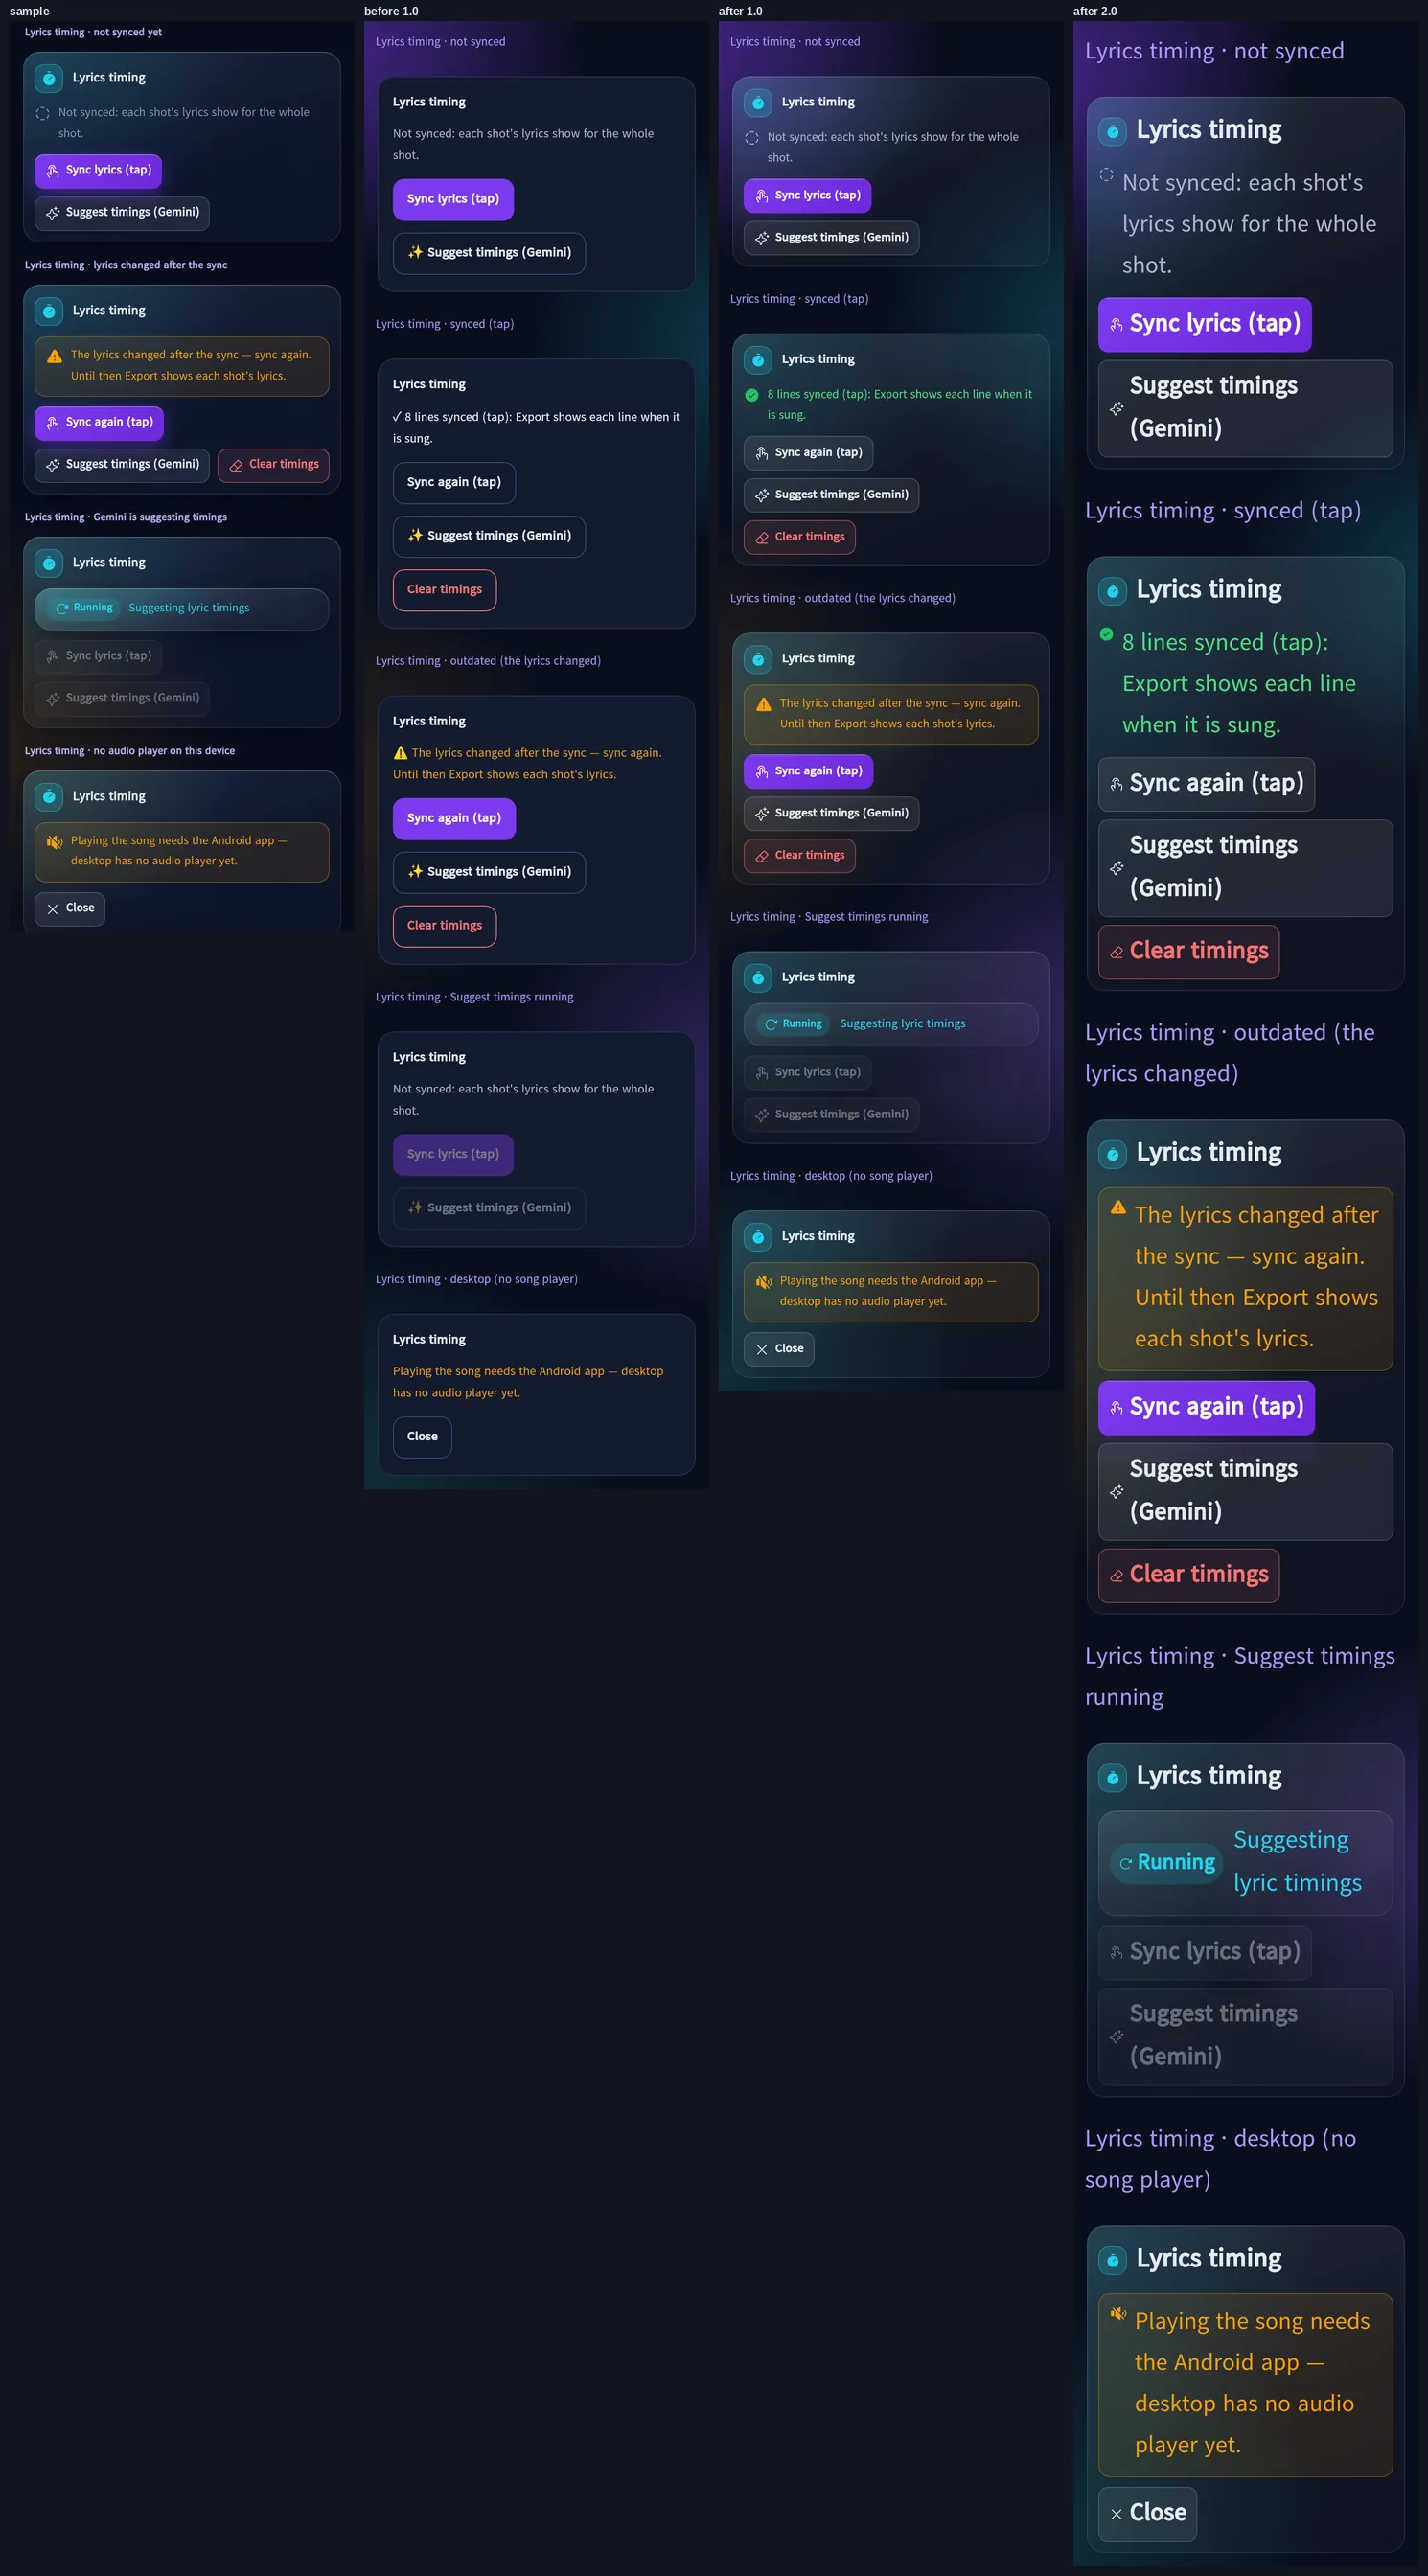 sample
Lyrics timing · not synced yet
Lyrics timing
Not synced: each shot's lyrics show for the whole
shot.
Sync lyrics (tap)
Suggest timings (Gemini)
Lyrics timing · lyrics changed after the sync
Lyrics timing
The lyrics changed after the sync — sync again.
Until then Export shows each shot's lyrics.
Sync again (tap)
Suggest timings (Gemini)
Clear timings
Lyrics timing · Gemini is suggesting timings
Lyrics timing
Running
Suggesting lyric timings
Sync lyrics (tap)
Suggest timings (Gemini)
Lyrics timing · no audio player on this device
Lyrics timing
Playing the song needs the Android app —
desktop has no audio player yet.
Close
before 1.0
Lyrics timing · not synced
Lyrics timing
Not synced: each shot's lyrics show for the whole
shot.
Sync lyrics (tap)
✨ Suggest timings (Gemini)
Lyrics timing · synced (tap)
Lyrics timing
✓ 8 lines synced (tap): Export shows each line when it
is sung.
Sync again (tap)
✨ Suggest timings (Gemini)
Clear timings
Lyrics timing · outdated (the lyrics changed)
Lyrics timing
⚠️ The lyrics changed after the sync — sync again.
Until then Export shows each shot's lyrics.
Sync again (tap)
✨ Suggest timings (Gemini)
Clear timings
Lyrics timing · Suggest timings running
Lyrics timing
Not synced: each shot's lyrics show for the whole
shot.
Sync lyrics (tap)
✨ Suggest timings (Gemini)
Lyrics timing · desktop (no song player)
Lyrics timing
Playing the song needs the Android app — desktop
has no audio player yet.
Close
after 1.0
Lyrics timing · not synced
Lyrics timing
Not synced: each shot's lyrics show for the whole
shot.
Sync lyrics (tap)
Suggest timings (Gemini)
Lyrics timing · synced (tap)
Lyrics timing
8 lines synced (tap): Export shows each line when it
is sung.
Sync again (tap)
Suggest timings (Gemini)
Clear timings
Lyrics timing · outdated (the lyrics changed)
Lyrics timing
The lyrics changed after the sync — sync again.
Until then Export shows each shot's lyrics.
Sync again (tap)
Suggest timings (Gemini)
Clear timings
Lyrics timing · Suggest timings running
Lyrics timing
Running
Suggesting lyric timings
Sync lyrics (tap)
Suggest timings (Gemini)
Lyrics timing · desktop (no song player)
Lyrics timing
Playing the song needs the Android app —
desktop has no audio player yet.
Close
after 2.0
Lyrics timing · not synced
Lyrics timing
Not synced: each shot's
lyrics show for the whole
shot.
Sync lyrics (tap)
Suggest timings
(Gemini)
Lyrics timing · synced (tap)
Lyrics timing
8 lines synced (tap):
Export shows each line
when it is sung.
Sync again (tap)
Suggest timings
(Gemini)
Clear timings
Lyrics timing · outdated (the
lyrics changed)
Lyrics timing
The lyrics changed after
the sync — sync again.
Until then Export shows
each shot's lyrics.
Sync again (tap)
Suggest timings
(Gemini)
Clear timings
Lyrics timing · Suggest timings
running
Lyrics timing
Running
Suggesting
lyric timings
Sync lyrics (tap)
Suggest timings
(Gemini)
Lyrics timing · desktop (no
song player)
Lyrics timing
Playing the song needs
the Android app —
desktop has no audio
player yet.
Close